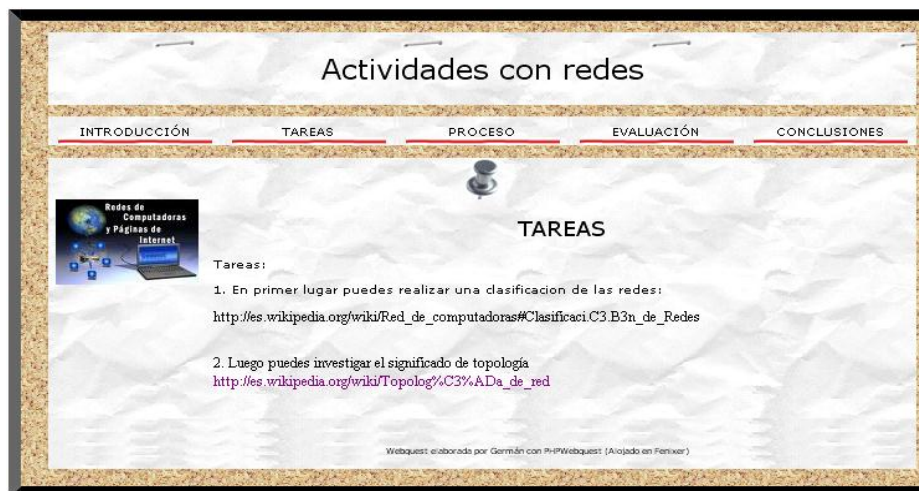 Actividades con redes
INTRODUCCIÓN TAREAS PROCESO EVALUACIÓN CONCLUSIONES
Redes de
Computadoras
y Páginas de
Internet
TAREAS
Tareas:
1. En primer lugar puedes realizar una clasificacion de las redes:
http://es.wikipedia.org/wiki/Red_de_computadoras#Clasificaci.C3.B3n_de_Redes
2. Luego puedes investigar el significado de topología
http://es.wikipedia.org/wiki/Topolog%C3%ADa_de_red
Webquest elaborada por Germán con PHPWebquest (Alojado en Fenixer)